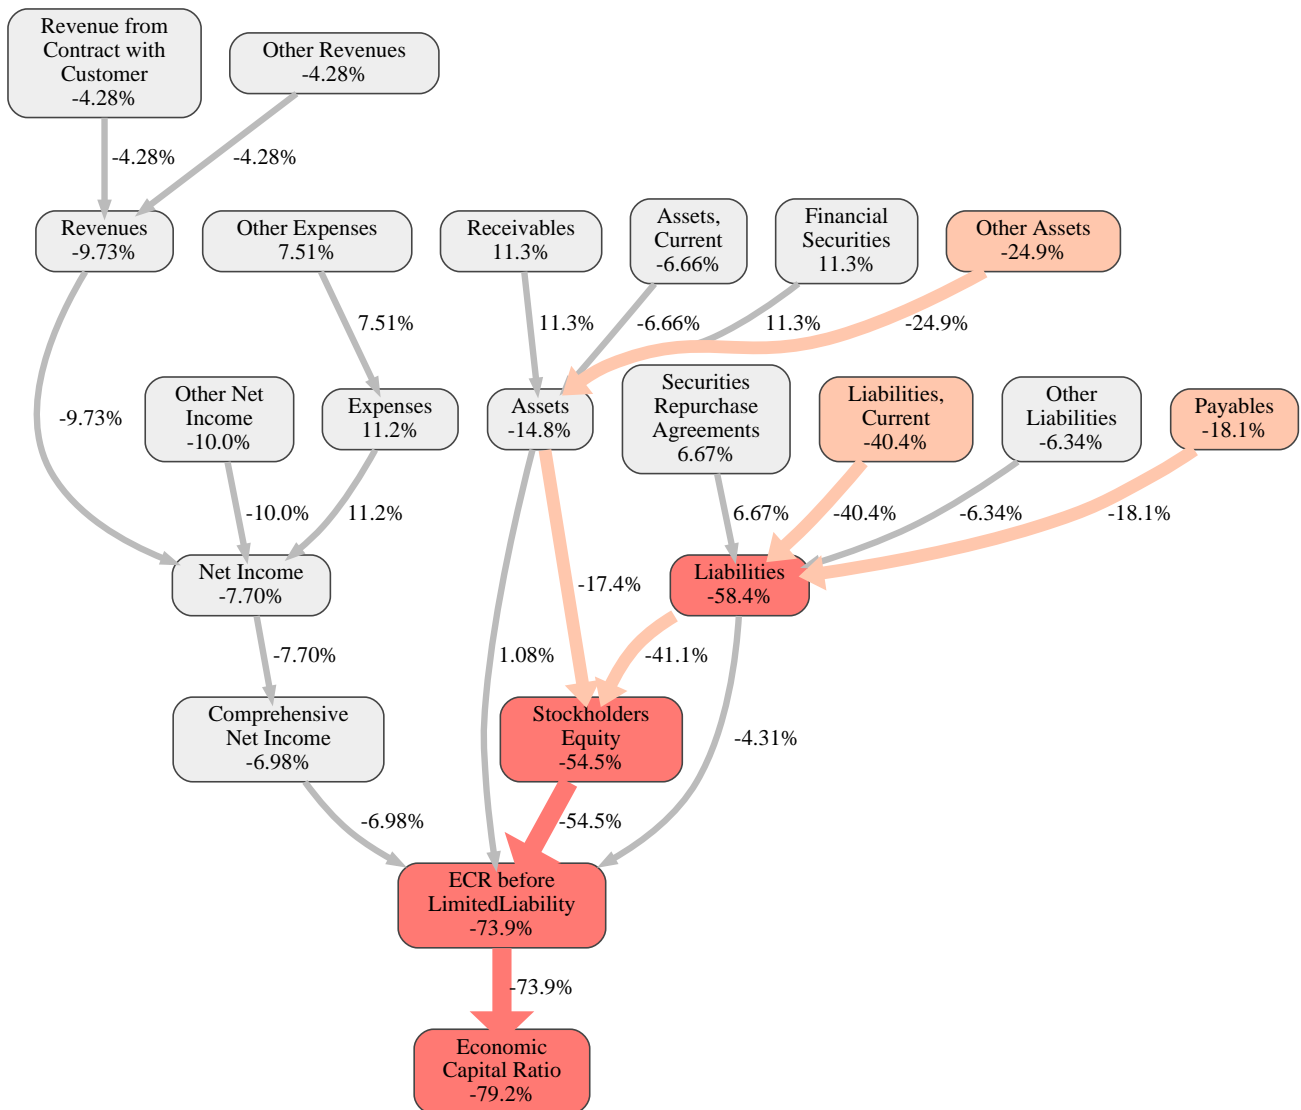 Revenue from
Contract with
Customer
-4.28%
Other Revenues
-4.28%
-4.28%
-4.28%
Revenues
-9.73%
Other Expenses
7.51%
Receivables
11.3%
Assets,
Current
-6.66%
Financial
Securities
11.3%
Other Assets
-24.9%
7.51%
11.3%
-6.66%
11.3%
-24.9%
-9.73%
Other Net
Income
-10.0%
Expenses
11.2%
Assets
-14.8%
Securities
Repurchase
Agreements
6.67%
Liabilities,
Current
-40.4%
Other
Liabilities
-6.34%
Payables
-18.1%
-10.0%
11.2%
6.67%
-40.4%
-6.34%
-18.1%
Net Income
-7.70%
-17.4%
Liabilities
-58.4%
-7.70%
1.08%
-41.1%
Comprehensive
Net Income
-6.98%
Stockholders
Equity
-54.5%
-4.31%
-6.98%
-54.5%
ECR before
LimitedLiability
-73.9%
-73.9%
Economic
Capital Ratio
-79.2%